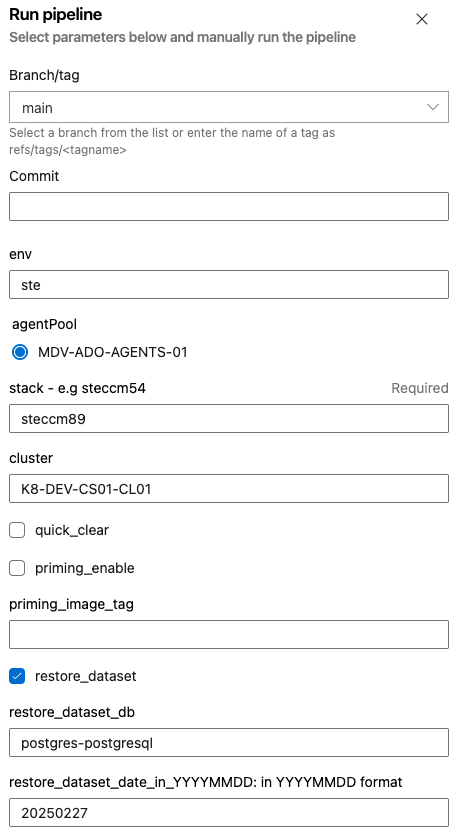 Run pipeline
Select parameters below and manually run the pipeline
Branch/tag
main
Select a branch from the list or enter the name of a tag as
refs/tags/<tagname>
Commit
env
ste
agentPool
MDV-ADO-AGENTS-01
stack - e.g steccm54 Required
steccm89
cluster
K8-DEV-CS01-CL01
quick_clear
priming_enable
priming_image_tag
restore_dataset
restore_dataset_db
postgres-postgresql
restore_dataset_date_in_YYYYMMDD: in YYYYMMDD format
20250227